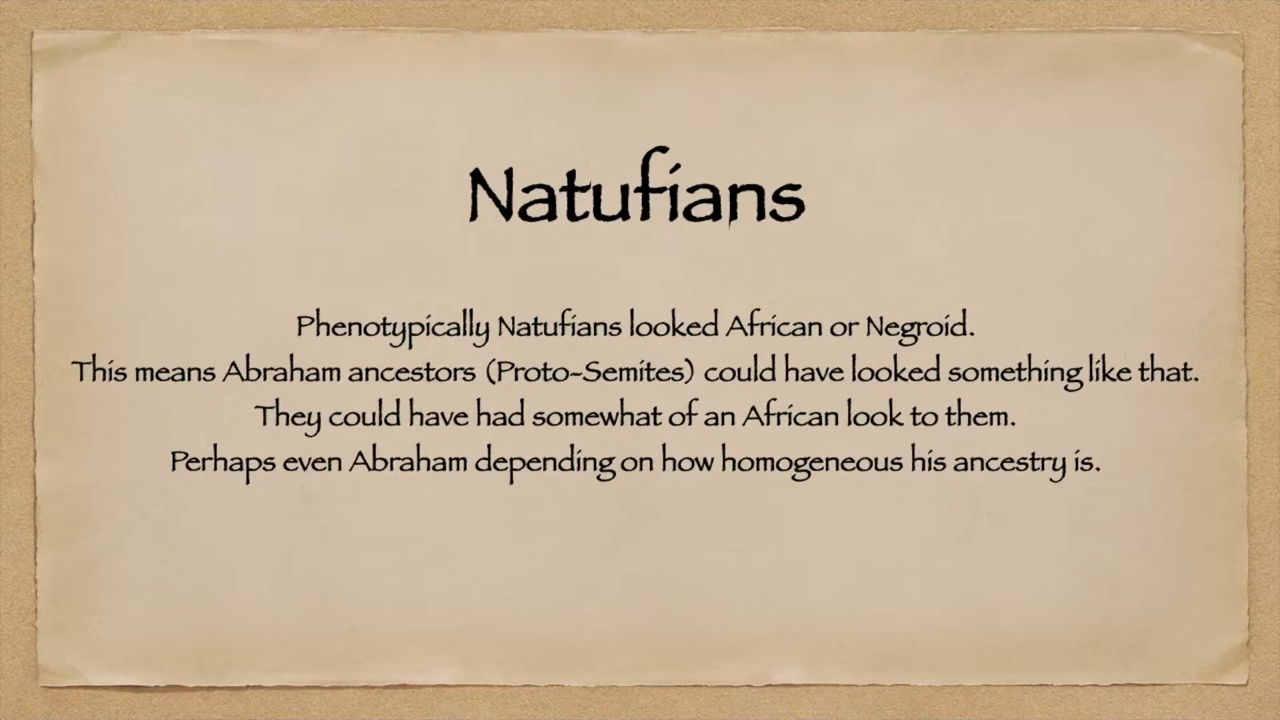 Natufians
Phenotypically Natufians looked African or Negroid.
This means Abraham ancestors (Proto-Semites) could have looked something like that.
They could have had somewhat of an African look to them.
Perhaps even Abraham depending on how homogeneous his ancestry is.